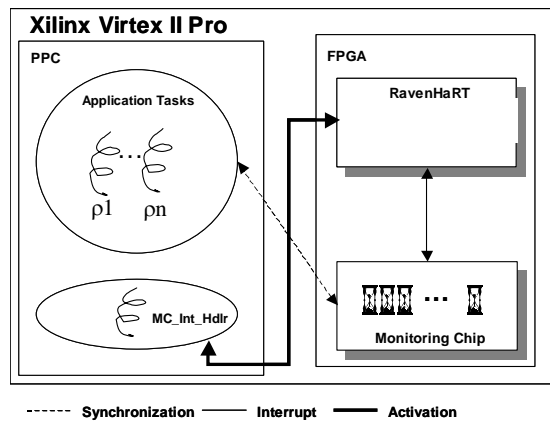 Xilinx Virtex II Pro
PPC
FPGA
Application Tasks
RavenHaRT
...
ρ1 ρn
MC_Int_Hdlr
...
Monitoring Chip
Synchronization Interrupt Activation